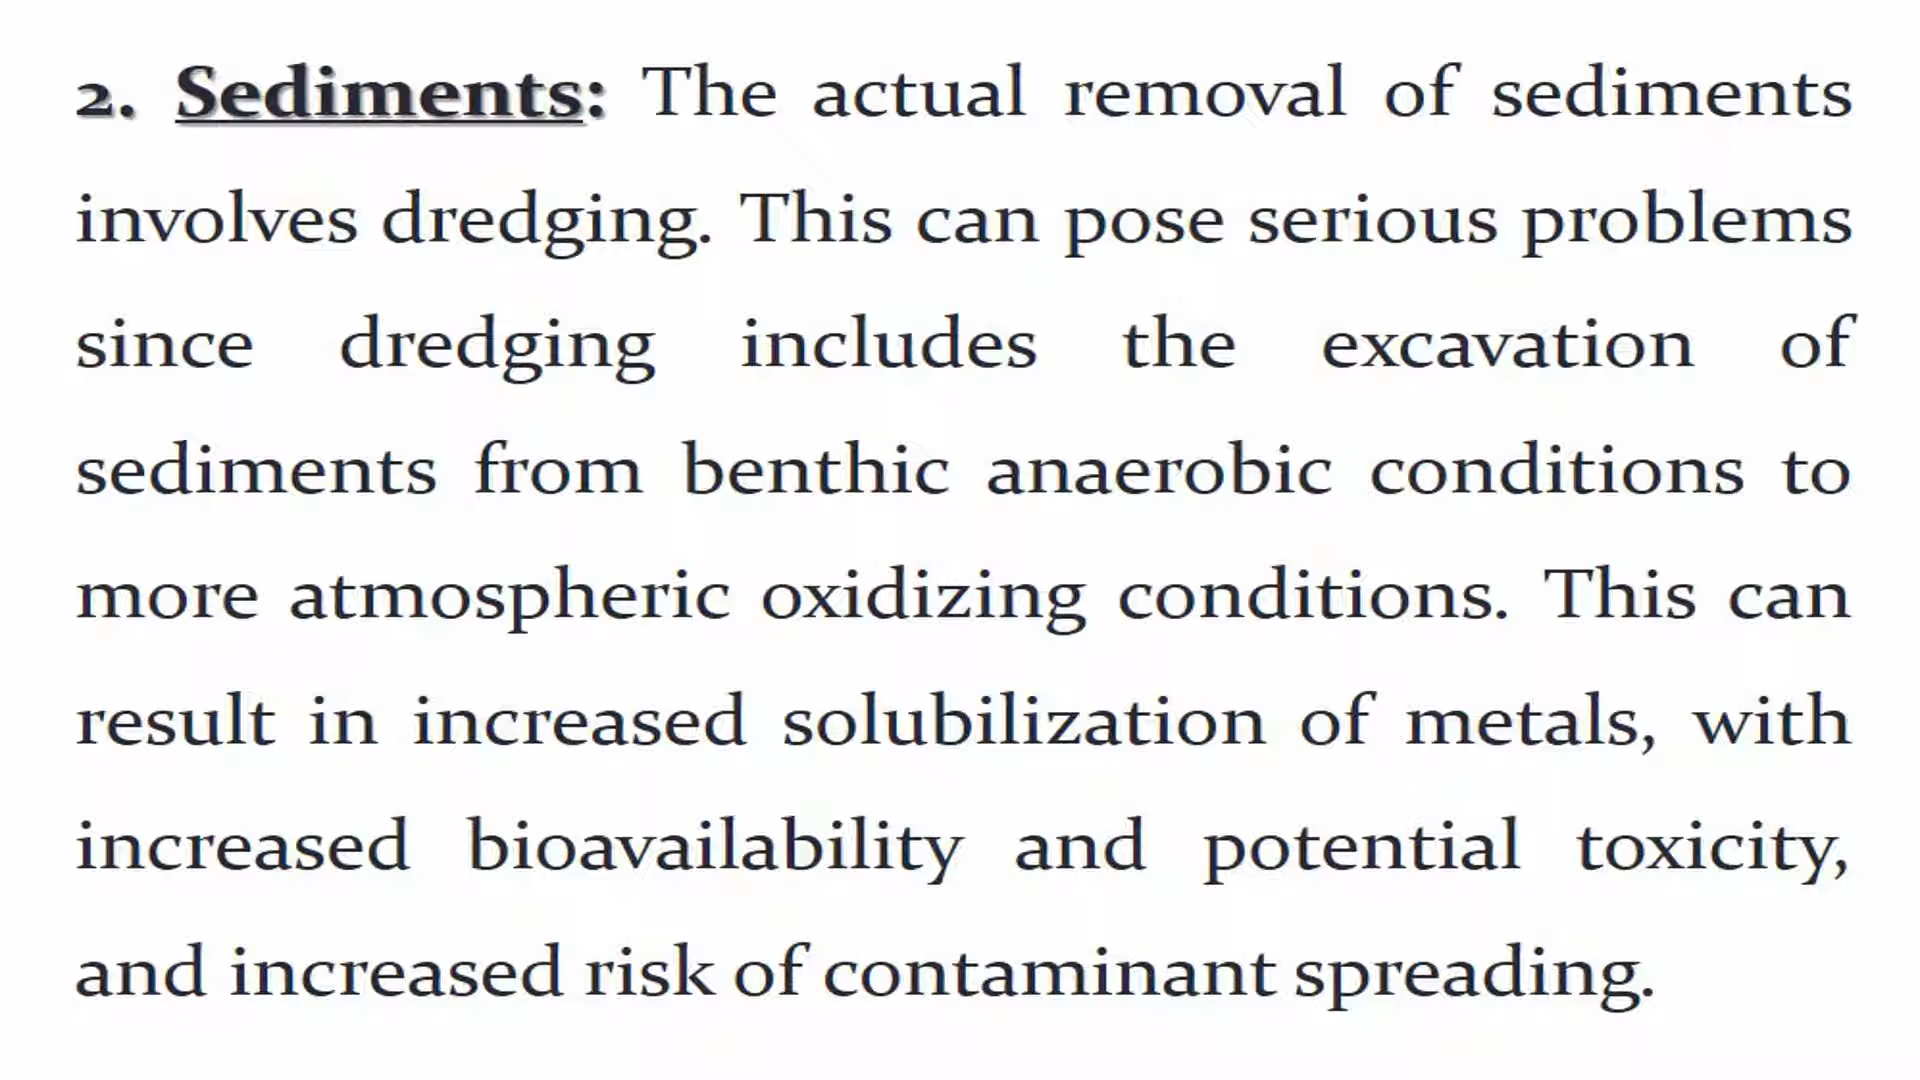 2. Sediments: The actual removal of sediments
involves dredging. This can pose serious problems
since dredging includes the excavation of
sediments from benthic anaerobic conditions to
more atmospheric oxidizing conditions. This can
result in increased solubilization of metals, with
increased bioavailability and potential toxicity,
and increased risk of contaminant spreading.